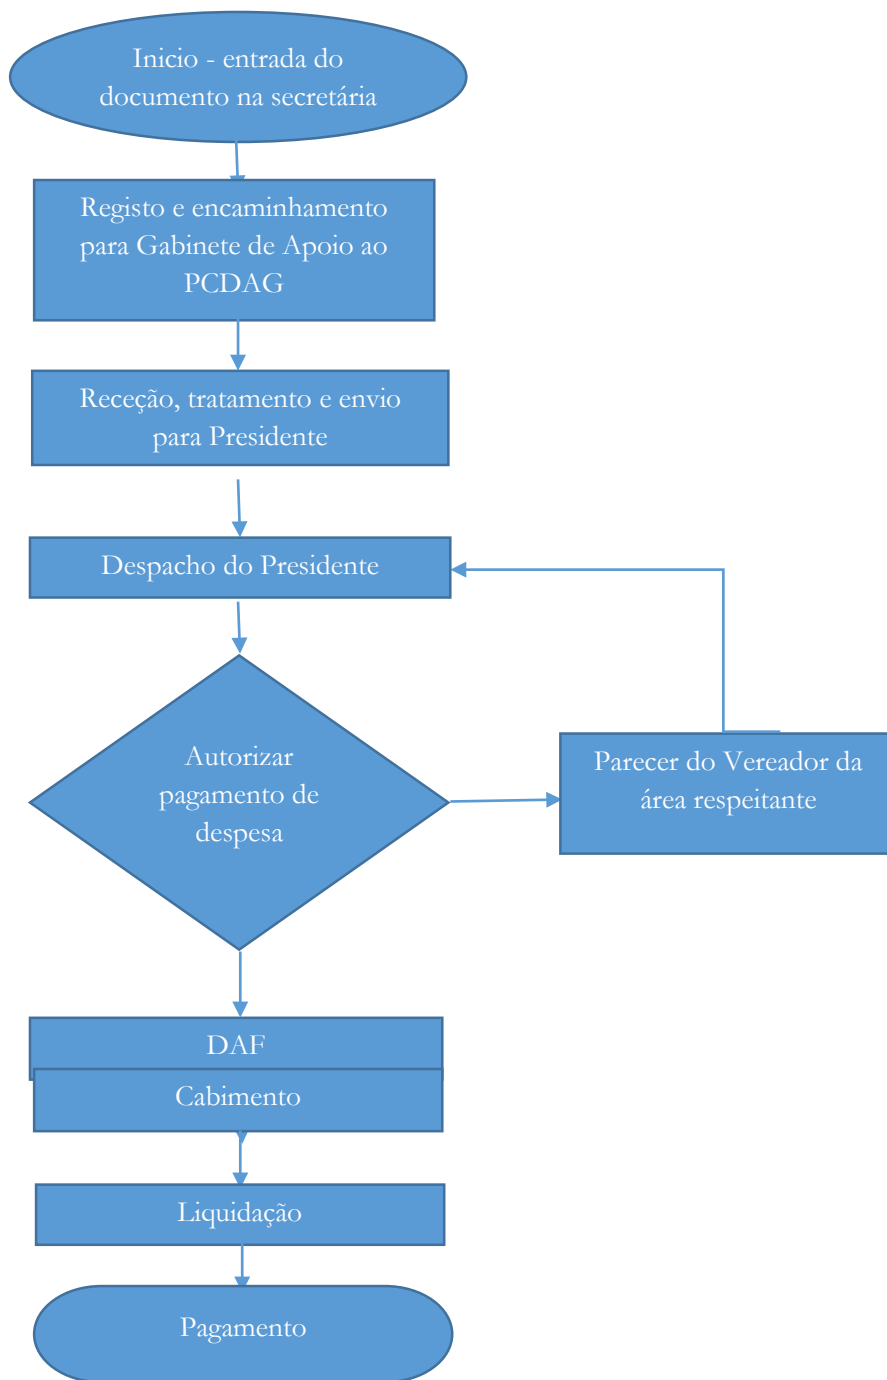 Inicio - entrada do
documento na secretária
Registo e encaminhamento
para Gabinete de Apoio ao
PCDAG
Receção, tratamento e envio
para Presidente
Despacho do Presidente
Autorizar
pagamento de
despesa
Parecer do Vereador da
área respeitante
DAF
Cabimento
Liquidação
Pagamento